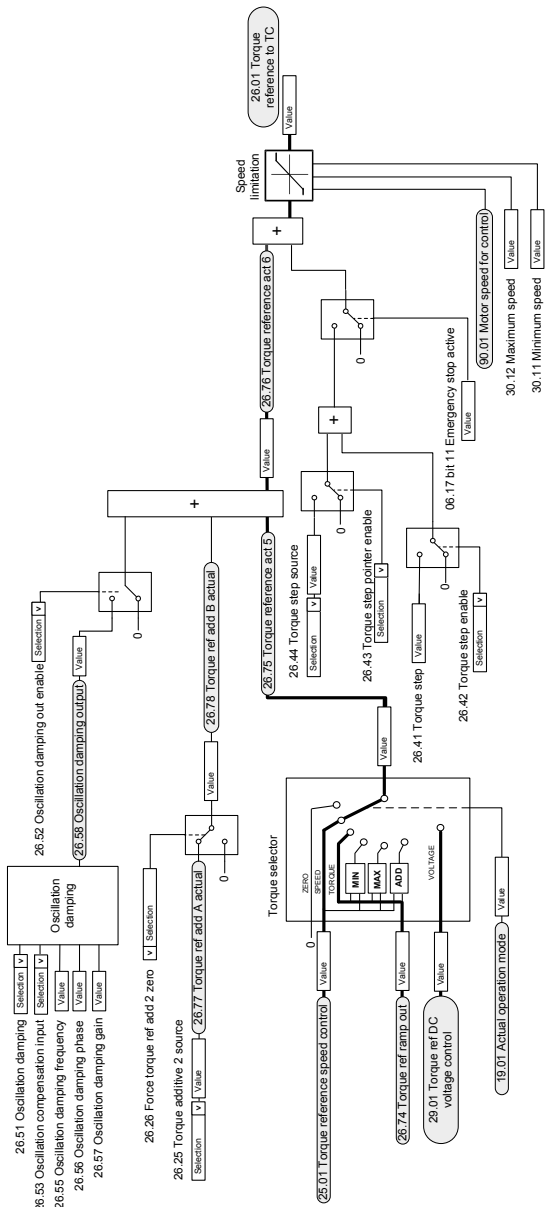 26.51 Oscillation damping
Selection v
26.53 Oscillation compensation input
Selection v
26.55 Oscillation damping frequency
Value
26.56 Oscillation damping phase
Value
26.57 Oscillation damping gain
Value
Oscillation
damping
26.52 Oscillation damping out enable
Selection v
26.58 Oscillation damping output
Value
0
26.26 Force torque ref add 2 zero
v Selection
26.25 Torque additive 2 source
Selection v Value
26.77 Torque ref add A actual
0
Value
26.78 Torque ref add B actual
+
Torque selector
0
ZERO
SPEED
TORQUE
MIN
MAX
ADD
VOLTAGE
25.01 Torque reference speed control
Value
26.74 Torque ref ramp out
Value
29.01 Torque ref DC
voltage control
Value
19.01 Actual operation mode
Value
Value
26.75 Torque reference act 5
Value
26.76 Torque reference act 6
26.44 Torque step source
Selection v Value
0
26.43 Torque step pointer enable
Selection v
26.41 Torque step
Value
0
26.42 Torque step enable
Selection v
+
0
06.17 bit 11 Emergency stop active
Value
+
Speed
limitation
90.01 Motor speed for control
30.12 Maximum speed
Value
30.11 Minimum speed
Value
Value
26.01 Torque
reference to TC